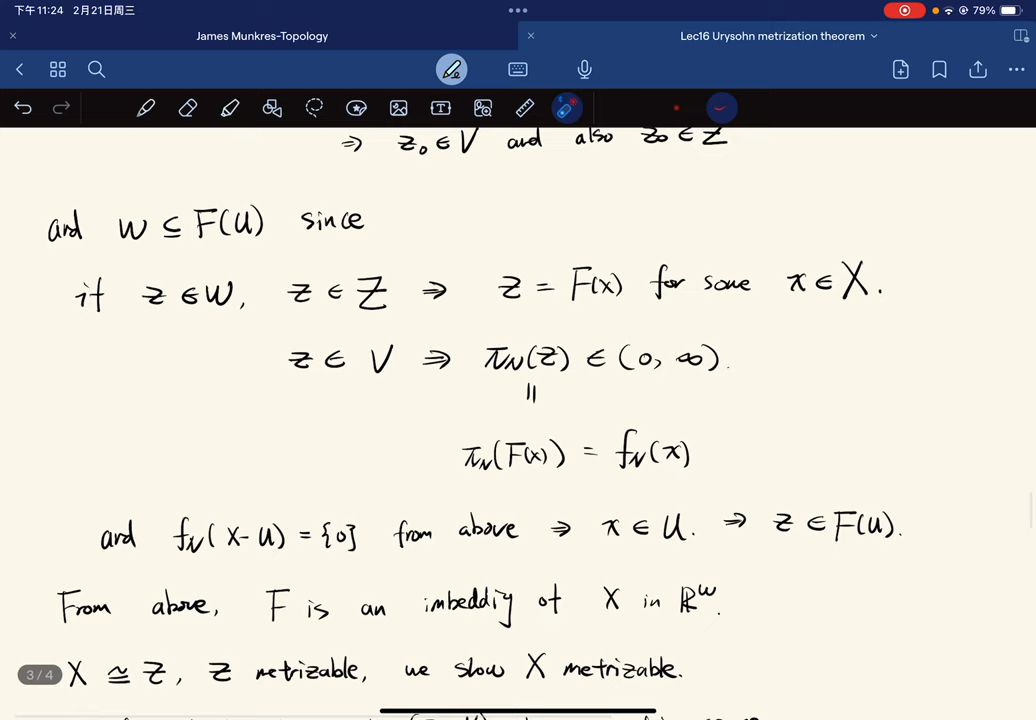 下午11:24 2月21日周三
79%
James Munkres-Topology
Lec16 Urysohn metrization theorem
⇒ z₀ ∈ V and also z₀ ∈ Z
and W ⊆ F(U) since
if z ∈ W, z ∈ Z ⇒ z = F(x) for some x ∈ X.
z ∈ V ⇒ π_N(z) ∈ (0, ∞).
||
π_N(F(x)) = f_N(x)
and f_N(X-U) = {0} from above ⇒ x ∈ U. ⇒ z ∈ F(U).
From above, F is an imbeddig of X in ℝ^ω.
3 / 4
X ≅ Z, Z metrizable, we slow X metrizable.